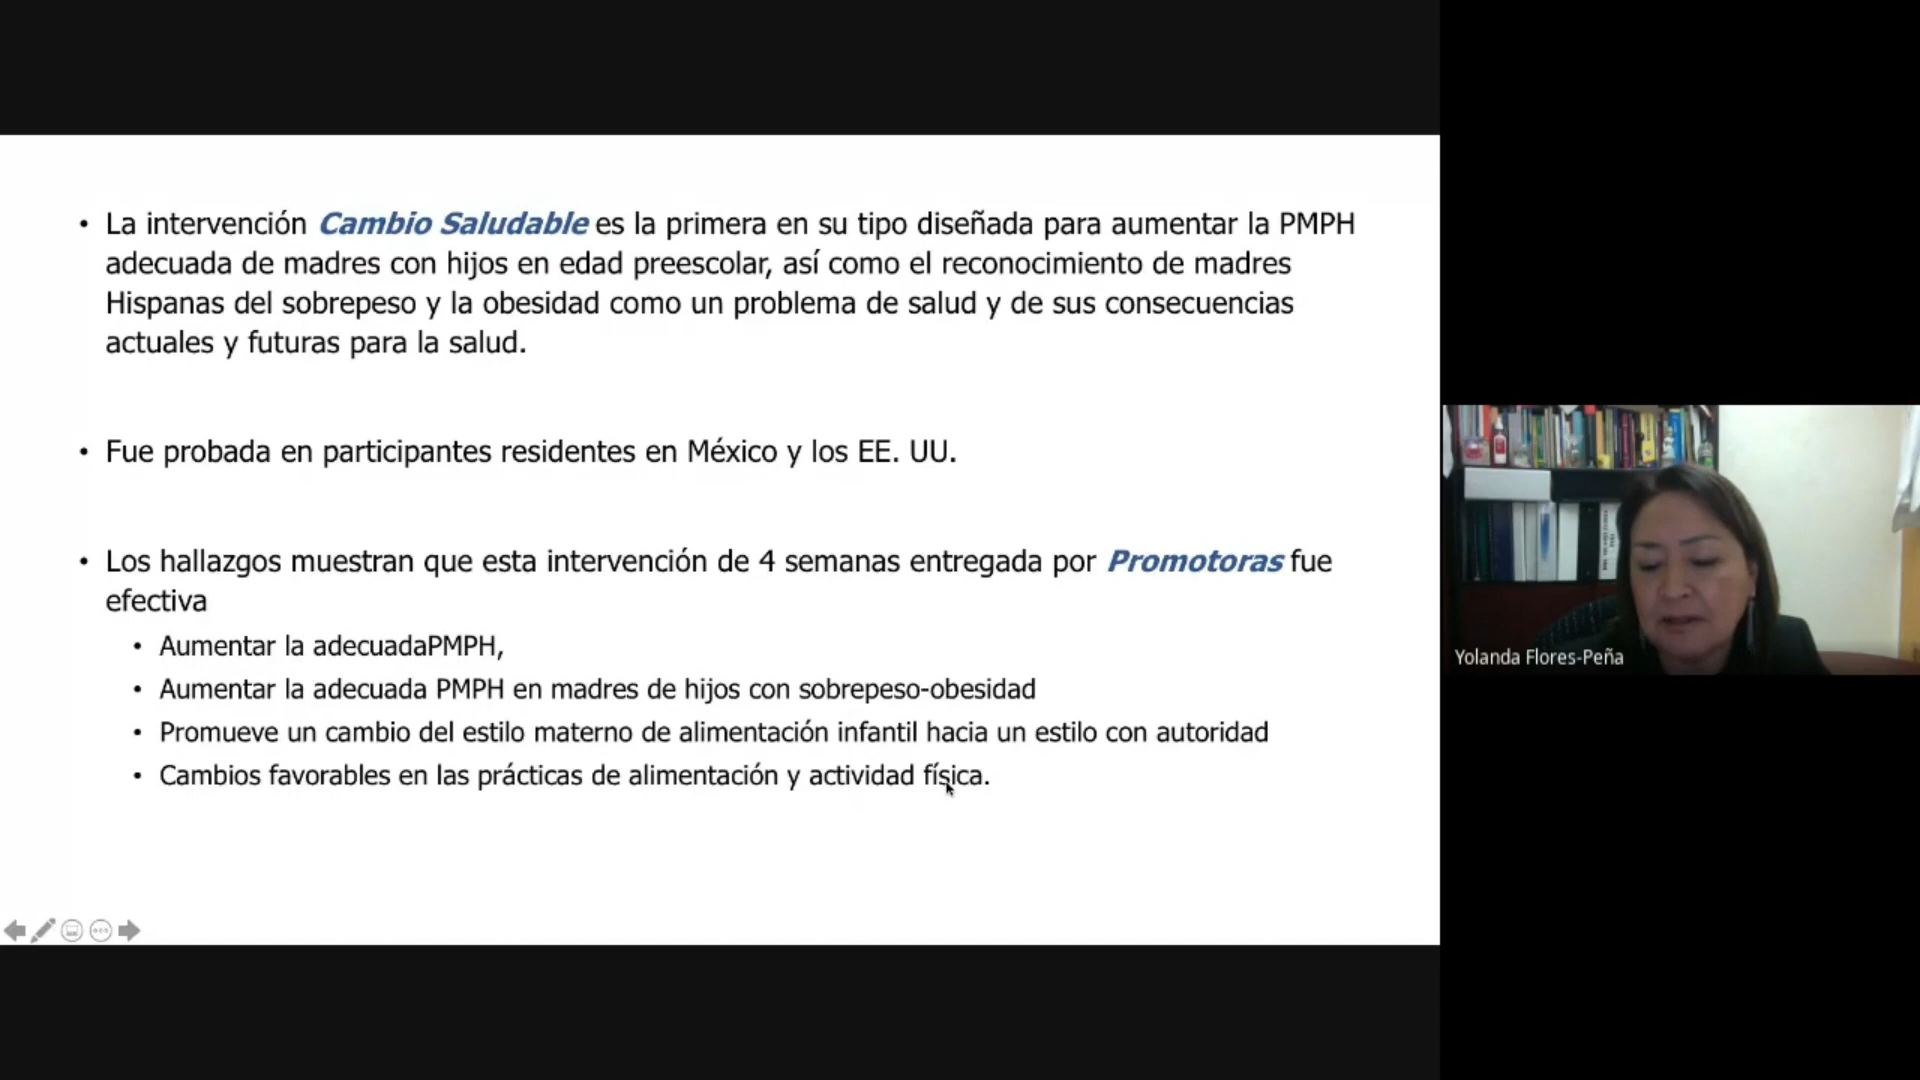 • La intervención Cambio Saludable es la primera en su tipo diseñada para aumentar la PMPH
adecuada de madres con hijos en edad preescolar, así como el reconocimiento de madres
Hispanas del sobrepeso y la obesidad como un problema de salud y de sus consecuencias
actuales y futuras para la salud.
• Fue probada en participantes residentes en México y los EE. UU.
• Los hallazgos muestran que esta intervención de 4 semanas entregada por Promotoras fue
efectiva
• Aumentar la adecuadaPMPH,
• Aumentar la adecuada PMPH en madres de hijos con sobrepeso-obesidad
• Promueve un cambio del estilo materno de alimentación infantil hacia un estilo con autoridad
• Cambios favorables en las prácticas de alimentación y actividad física.
Yolanda Flores-Peña